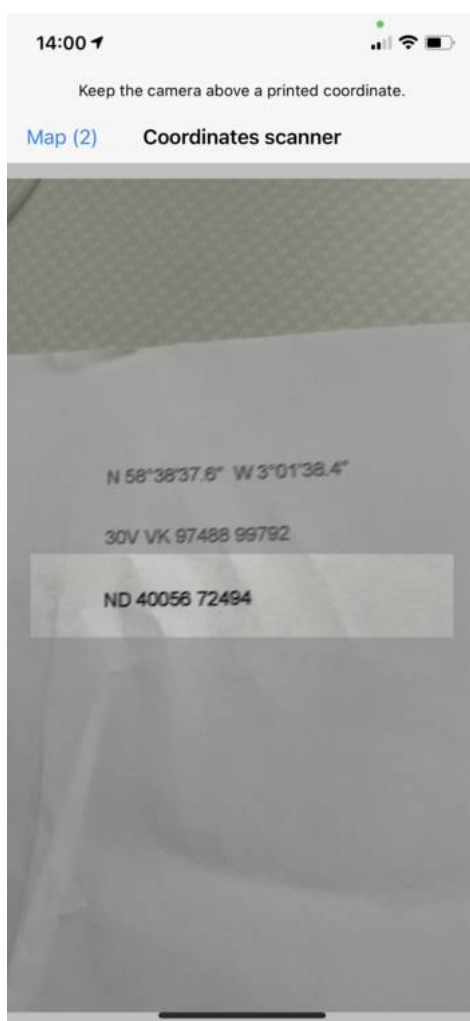 14:00
Keep the camera above a printed coordinate.
Map (2) Coordinates scanner
N 58°38'37.6" W 3°01'38.4"
30V VK 97488 99792
ND 40056 72494